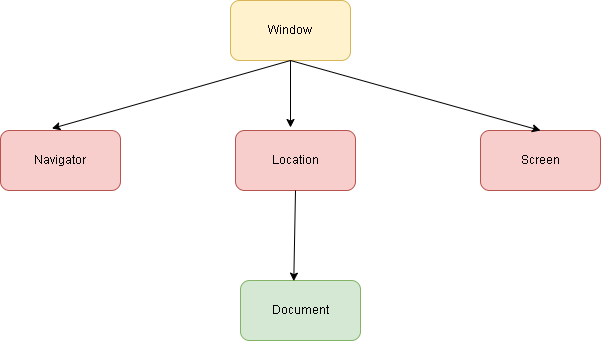 Window
Navigator
Location
Screen
Document